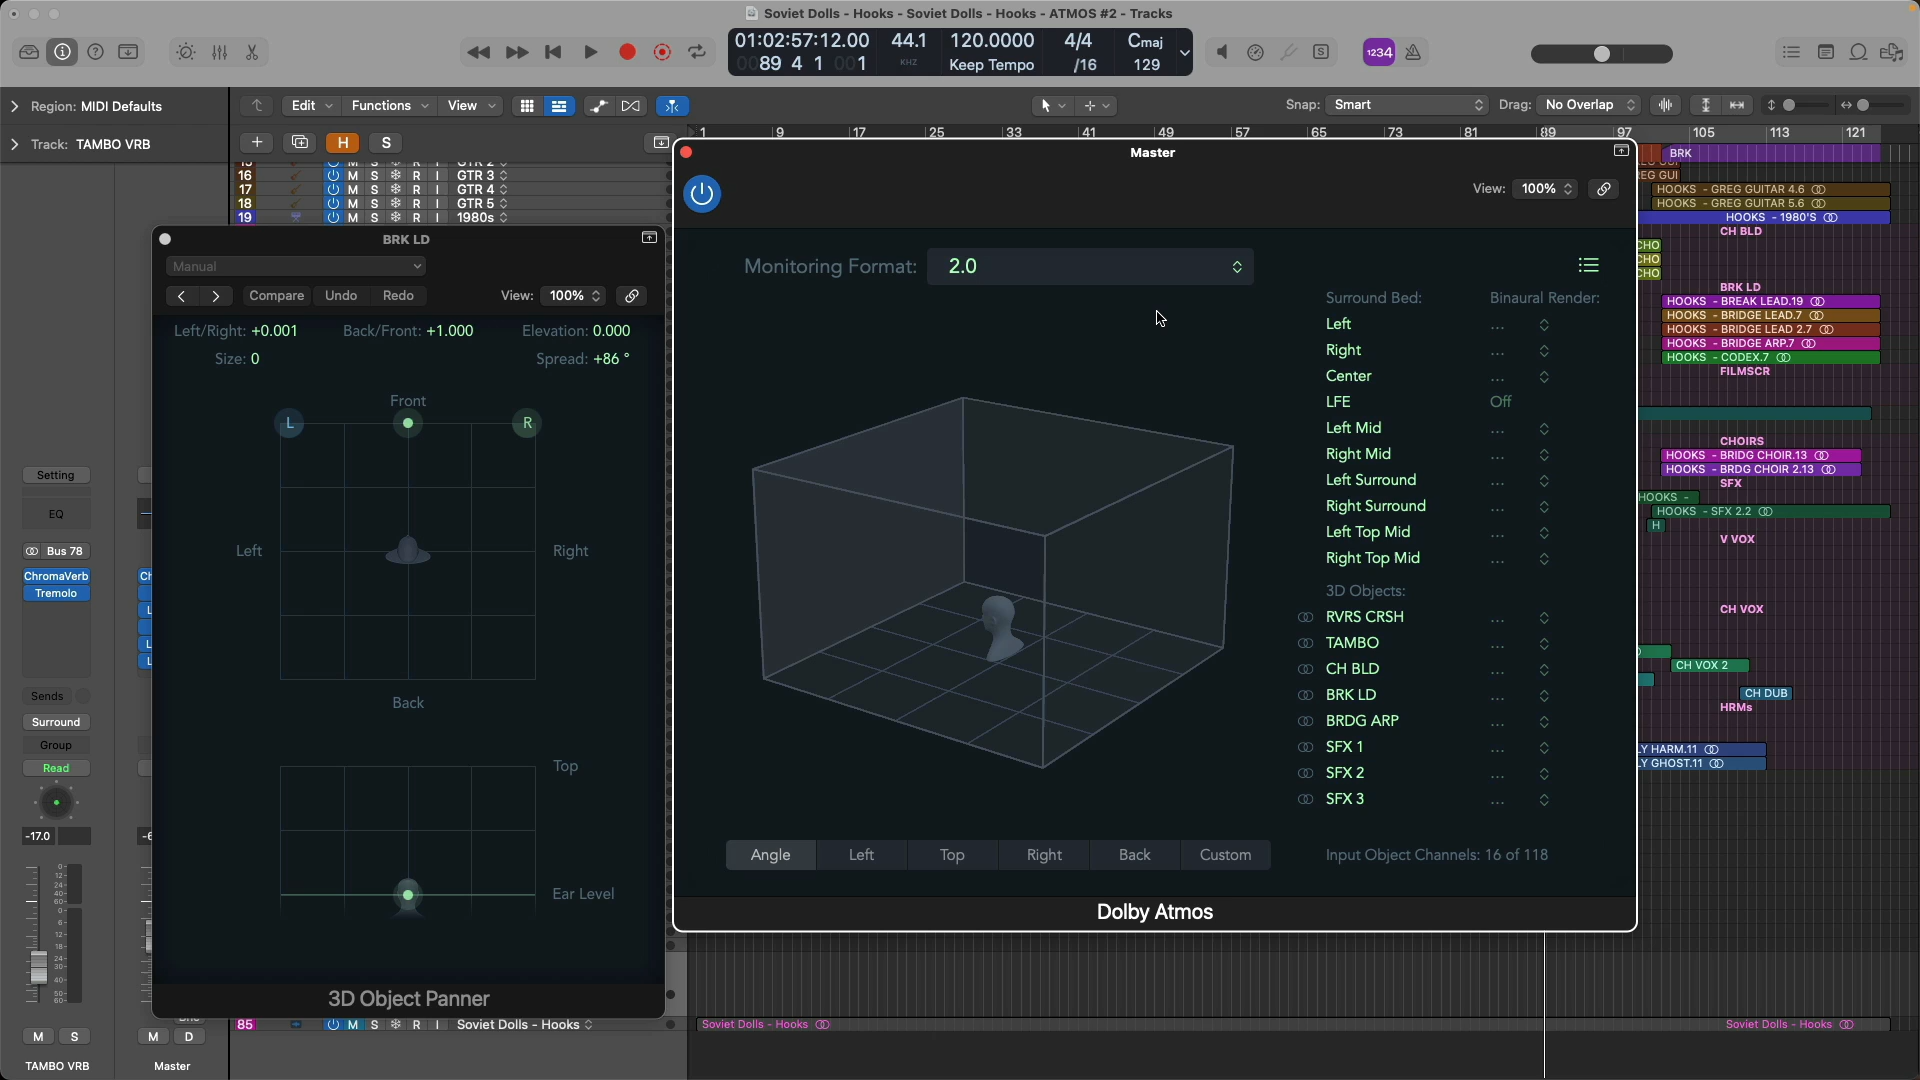 Soviet Dolls - Hooks - Soviet Dolls - Hooks - ATMOS #2 - Tracks
01:02:57:12.00
0089 4 1 001
44.1
KHZ
120.0000
Keep Tempo
4/4
/16
Cmaj
129
1234
S
Region: MIDI Defaults
Edit
Functions
View
Snap: Smart
Drag: No Overlap
Track: TAMBO VRB
H
S
1 9 17 25 33 41 49 57 65 73 81 89 97 105 113 121
16 M S R I GTR 3
17 M S R I GTR 4
18 M S R I GTR 5
19 M S R I 1980s
BRK LD
Manual
Compare
Undo
Redo
View: 100%
Left/Right: +0.001
Back/Front: +1.000
Elevation: 0.000
Size: 0
Spread: +86 °
Front
L
R
Left
Right
Back
Top
Ear Level
3D Object Panner
Master
View: 100%
Monitoring Format: 2.0
Surround Bed:
Binaural Render:
Left ...
Right ...
Center ...
LFE Off
Left Mid ...
Right Mid ...
Left Surround ...
Right Surround ...
Left Top Mid ...
Right Top Mid ...
3D Objects:
RVRS CRSH ...
TAMBO ...
CH BLD ...
BRK LD ...
BRDG ARP ...
SFX 1 ...
SFX 2 ...
SFX 3 ...
Angle
Left
Top
Right
Back
Custom
Input Object Channels: 16 of 118
Dolby Atmos
BRK
EG GUI
HOOKS - GREG GUITAR 4.6
HOOKS - GREG GUITAR 5.6
HOOKS - 1980'S
CH BLD
CHO
CHO
CHO
BRK LD
HOOKS - BREAK LEAD.19
HOOKS - BRIDGE LEAD.7
HOOKS - BRIDGE LEAD 2.7
HOOKS - BRIDGE ARP.7
HOOKS - CODEX.7
FILMSCR
CHOIRS
HOOKS - BRIDG CHOIR.13
HOOKS - BRDG CHOIR 2.13
SFX
HOOKS -
HOOKS - SFX 2.2
H
V VOX
CH VOX
CH VOX 2
CH DUB
HRMs
LY HARM.11
LY GHOST.11
Setting
EQ
Bus 78
ChromaVerb
Tremolo
Sends
Surround
Group
Read
-17.0
M S
TAMBO VRB
M D
Master
85 M S R I Soviet Dolls - Hooks
Soviet Dolls - Hooks
Soviet Dolls - Hooks